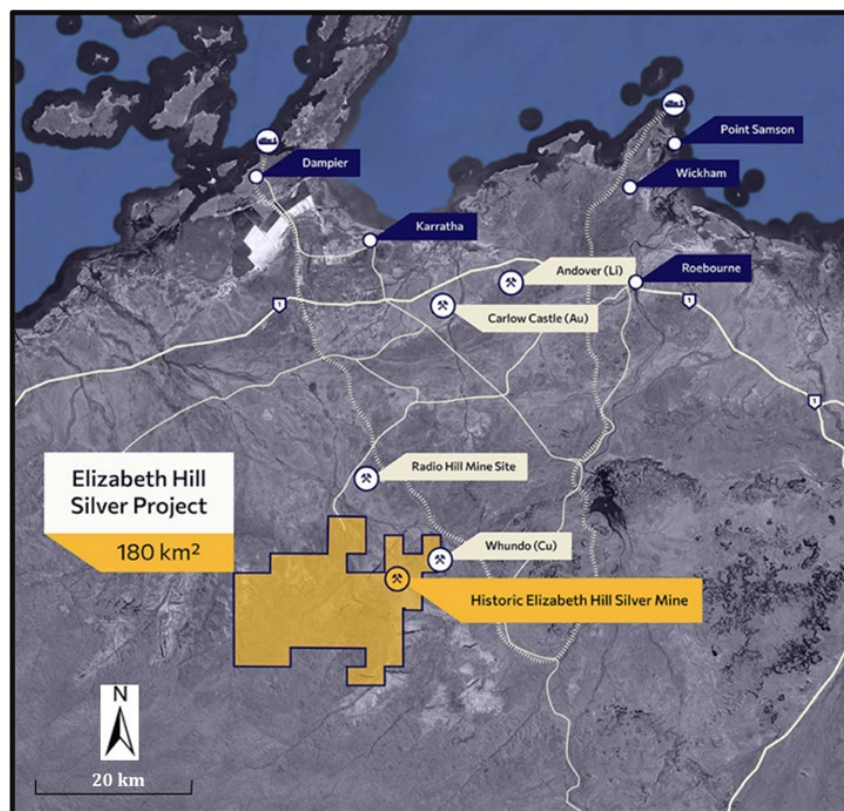 Point Samson
Dampier
Wickham
Karratha
Andover (Li)
Roebourne
1
1
Carlow Castle (Au)
1
Radio Hill Mine Site
Elizabeth Hill
Silver Project
180 km²
Whundo (Cu)
Historic Elizabeth Hill Silver Mine
N
20 km